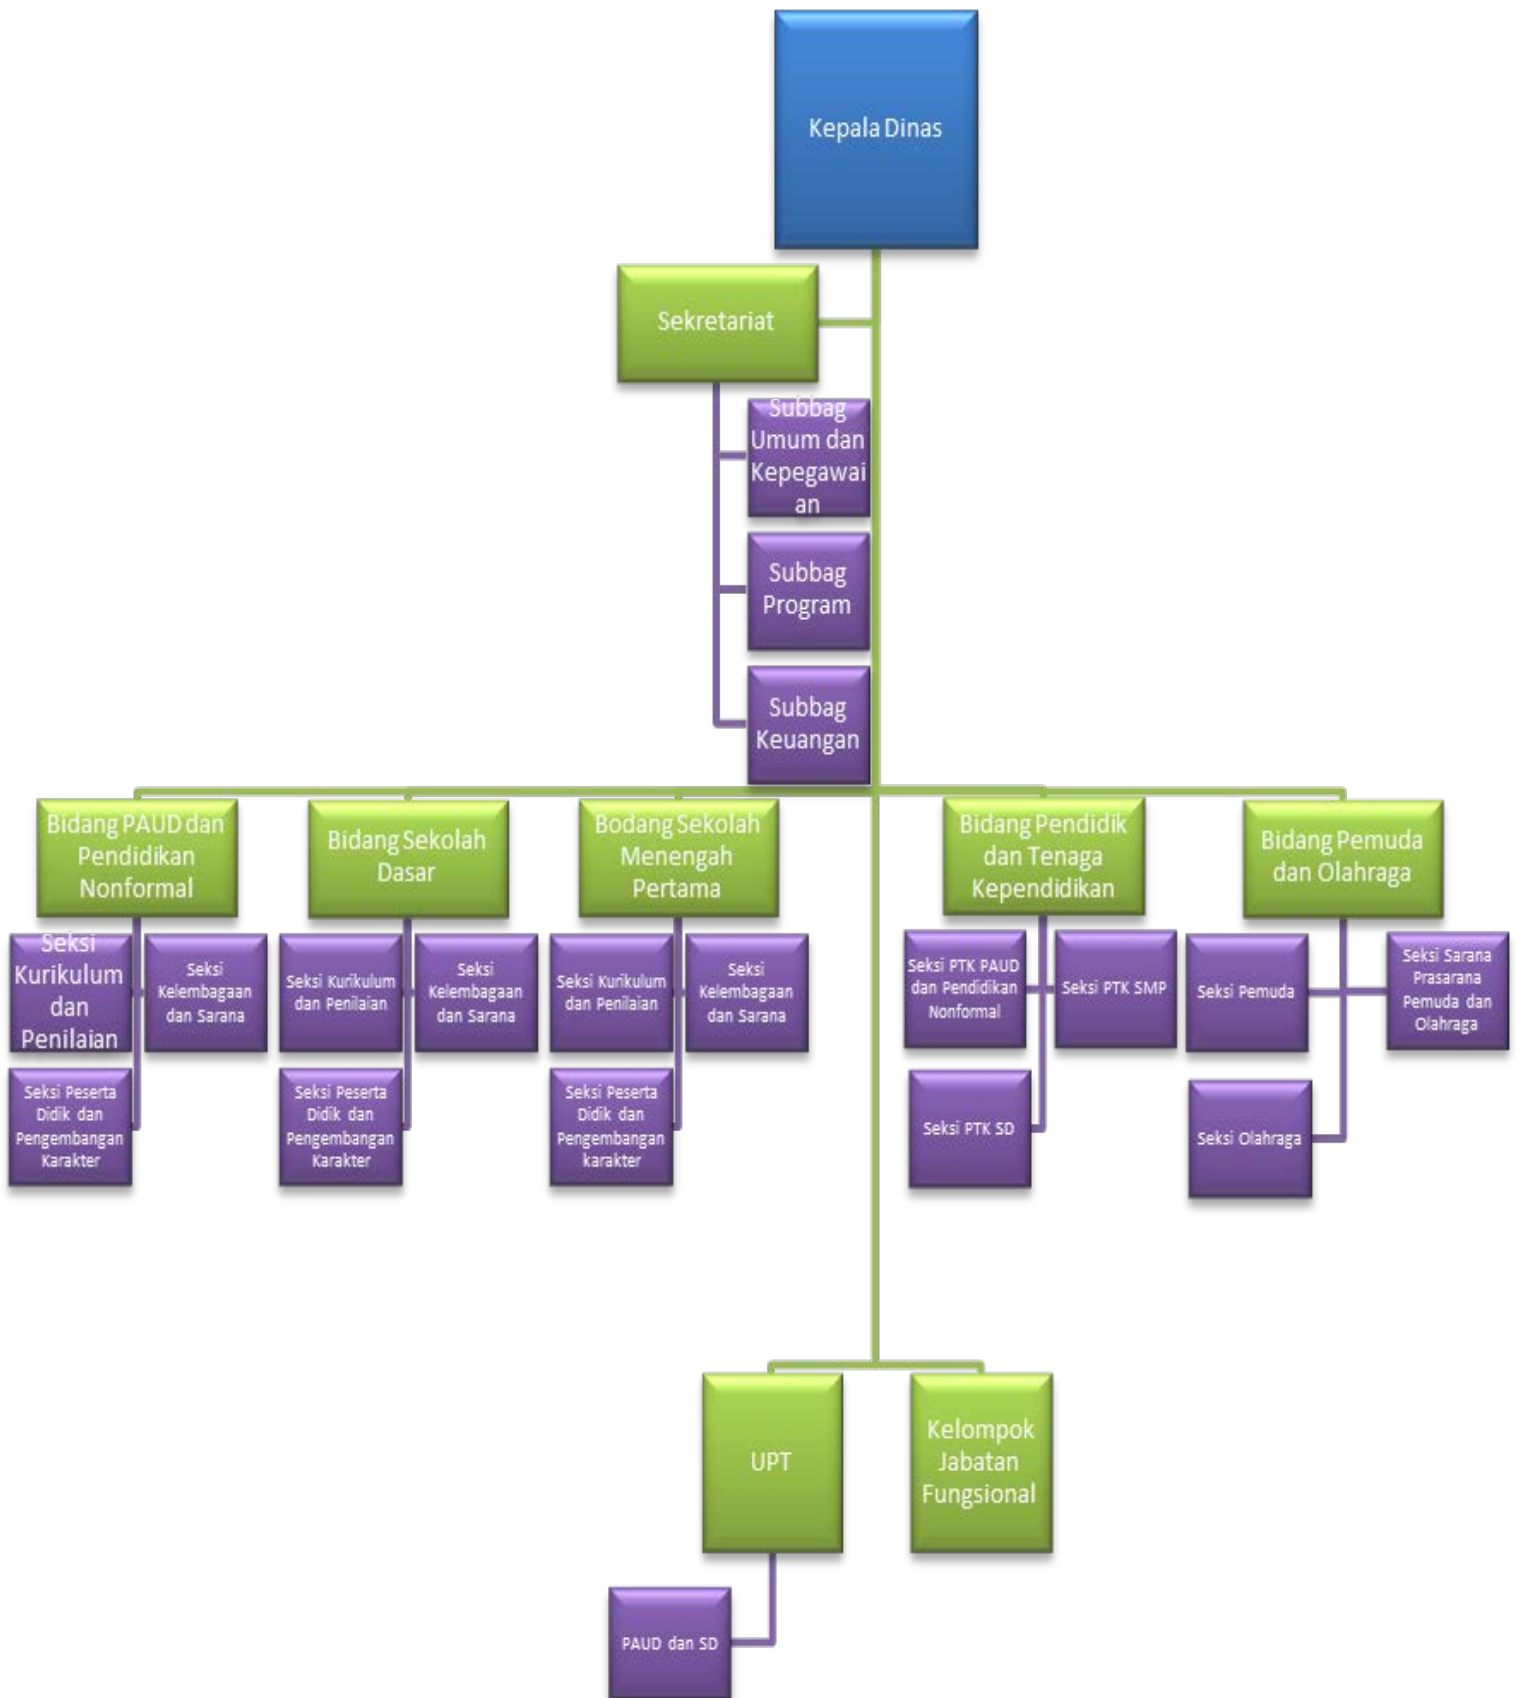 Kepala Dinas
Sekretariat
Subbag
Umum dan
Kepegawai
an
Subbag
Program
Subbag
Keuangan
Bidang PAUD dan
Pendidikan
Nonformal
Bidang Sekolah
Dasar
Bodang Sekolah
Menengah
Pertama
Bidang Pendidik
dan Tenaga
Kependidikan
Bidang Pemuda
dan Olahraga
Seksi
Kurikulum
dan
Penilaian
Seksi
Kelembagaan
dan Sarana
Seksi Kurikulum
dan Penilaian
Seksi
Kelembagaan
dan Sarana
Seksi Kurikulum
dan Penilaian
Seksi
Kelembagaan
dan Sarana
Seksi PTK PAUD
dan Pendidikan
Nonformal
Seksi PTK SMP
Seksi Pemuda
Seksi Sarana
Prasarana
Pemuda dan
Olahraga
Seksi Peserta
Didik dan
Pengembangan
Karakter
Seksi Peserta
Didik dan
Pengembangan
Karakter
Seksi Peserta
Didik dan
Pengembangan
karakter
Seksi PTK SD
Seksi Olahraga
UPT
Kelompok
Jabatan
Fungsional
PAUD dan SD